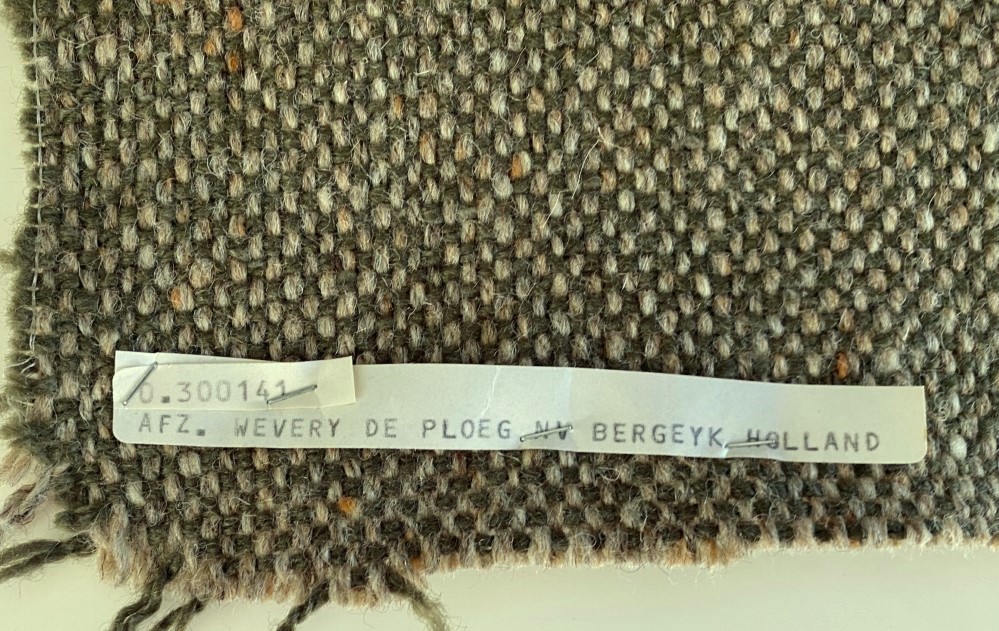 0.300141
AFZ. WEVERY DE PLOEG NV BERGEYK HOLLAND